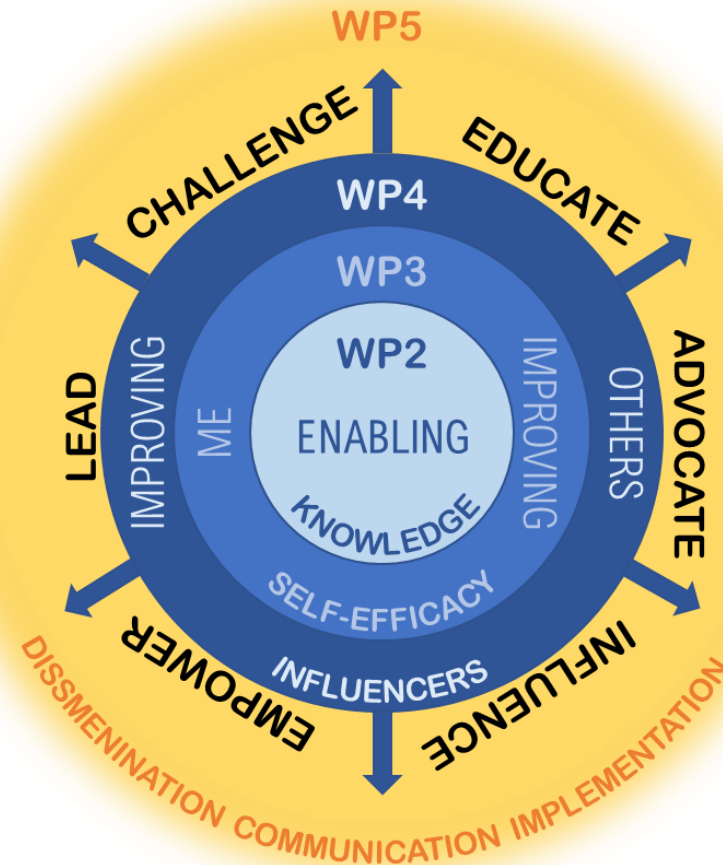 WP5
CHALLENGE
EDUCATE
ADVOCATE
INFLUENCE
EMPOWER
LEAD
WP4
IMPROVING
OTHERS
INFLUENCERS
WP3
IMPROVING
ME
SELF-EFFICACY
WP2
ENABLING
KNOWLEDGE
DISSMENINATION COMMUNICATION IMPLEMENTATION